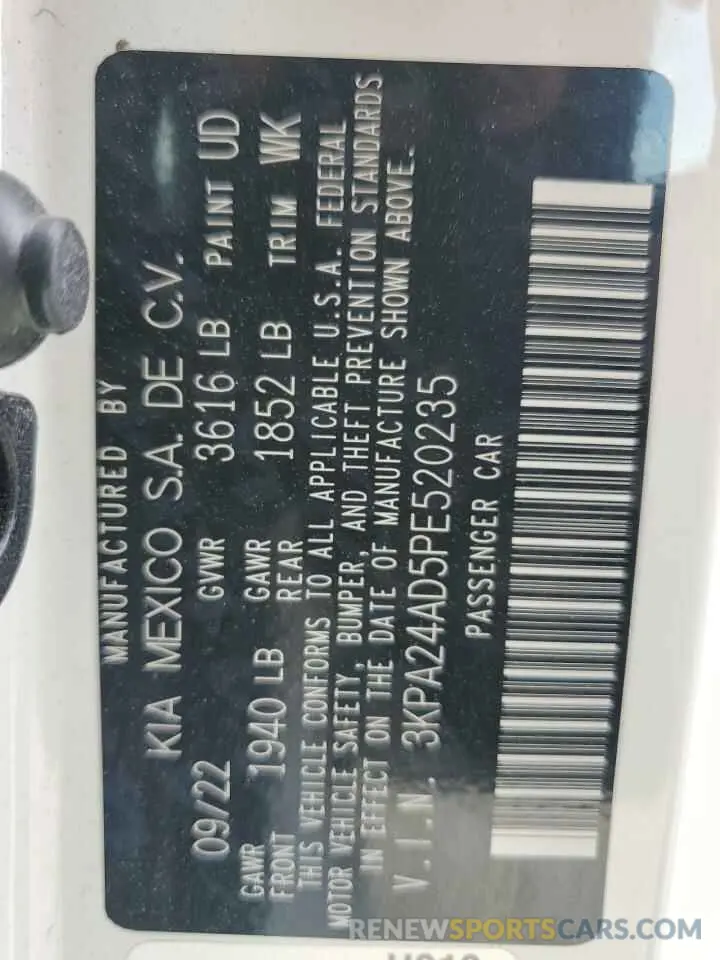 MANUFACTURED BY
KIA MEXICO S.A. DE C.V.
09/22 GVWR 3616 LB PAINT UD
GAWR FRONT 1940 LB GAWR REAR 1852 LB TRIM WK
THIS VEHICLE CONFORMS TO ALL APPLICABLE U.S.A. FEDERAL
MOTOR VEHICLE SAFETY, BUMPER, AND THEFT PREVENTION STANDARDS
IN EFFECT ON THE DATE OF MANUFACTURE SHOWN ABOVE.
V.I.N. 3KPA24AD5PE520235
PASSENGER CAR
RENEWSPORTSCARS.COM